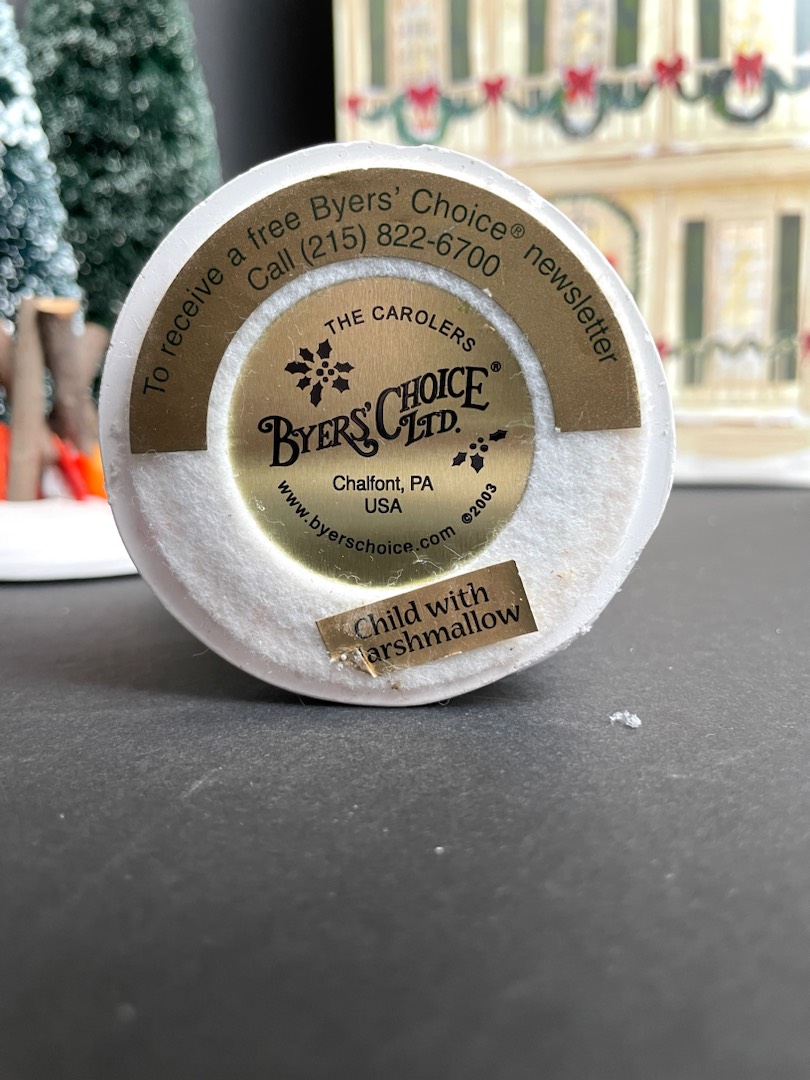 To receive a free Byers' Choice® newsletter
Call (215) 822-6700
THE CAROLERS
BYERS' CHOICE®
LTD.
Chalfont, PA
USA
www.byerschoice.com ©2003
Child with
arshmallow